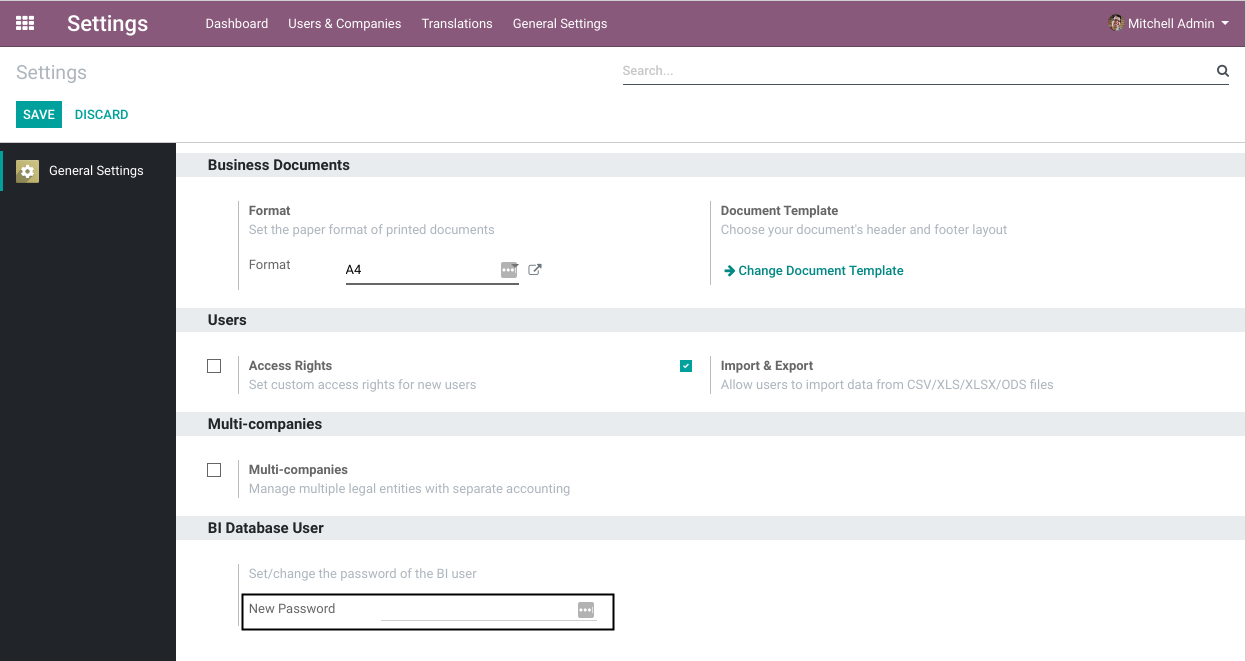 Settings Dashboard Users & Companies Translations General Settings Mitchell Admin
Settings
Search...
SAVE DISCARD
General Settings
Business Documents
Format
Set the paper format of printed documents
Format A4
Document Template
Choose your document's header and footer layout
Change Document Template
Users
Access Rights
Set custom access rights for new users
Import & Export
Allow users to import data from CSV/XLS/XLSX/ODS files
Multi-companies
Multi-companies
Manage multiple legal entities with separate accounting
BI Database User
Set/change the password of the BI user
New Password